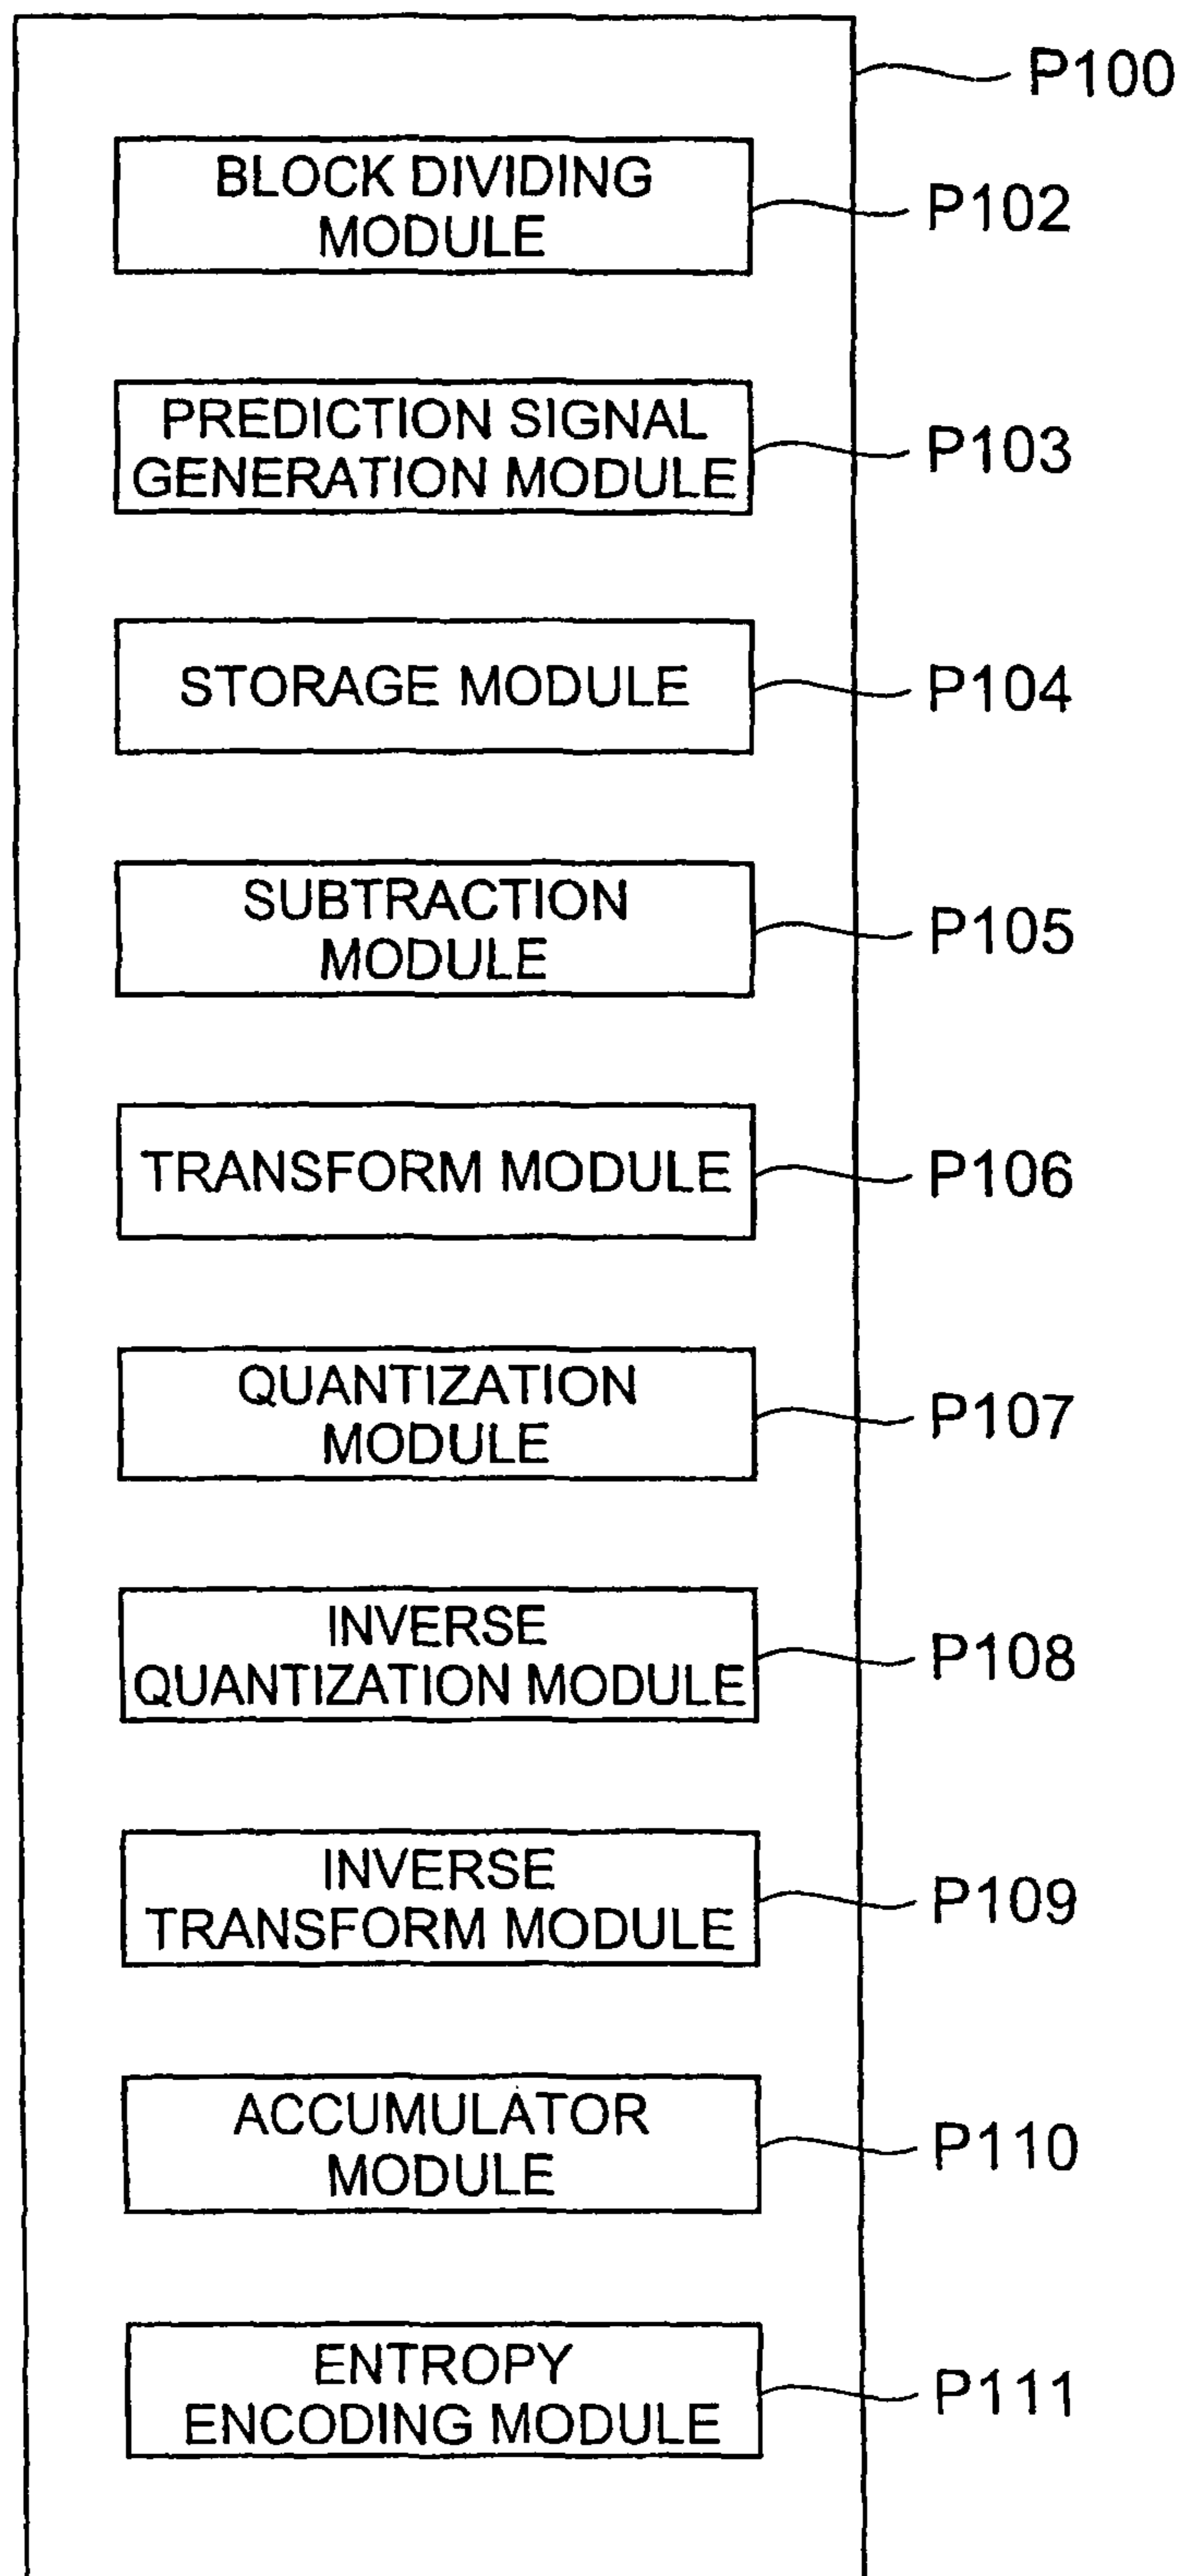 P100
BLOCK DIVIDING
MODULE
P102
PREDICTION SIGNAL
GENERATION MODULE
P103
STORAGE MODULE
P104
SUBTRACTION
MODULE
P105
TRANSFORM MODULE
P106
QUANTIZATION
MODULE
P107
INVERSE
QUANTIZATION MODULE
P108
INVERSE
TRANSFORM MODULE
P109
ACCUMULATOR
MODULE
P110
ENTROPY
ENCODING MODULE
P111